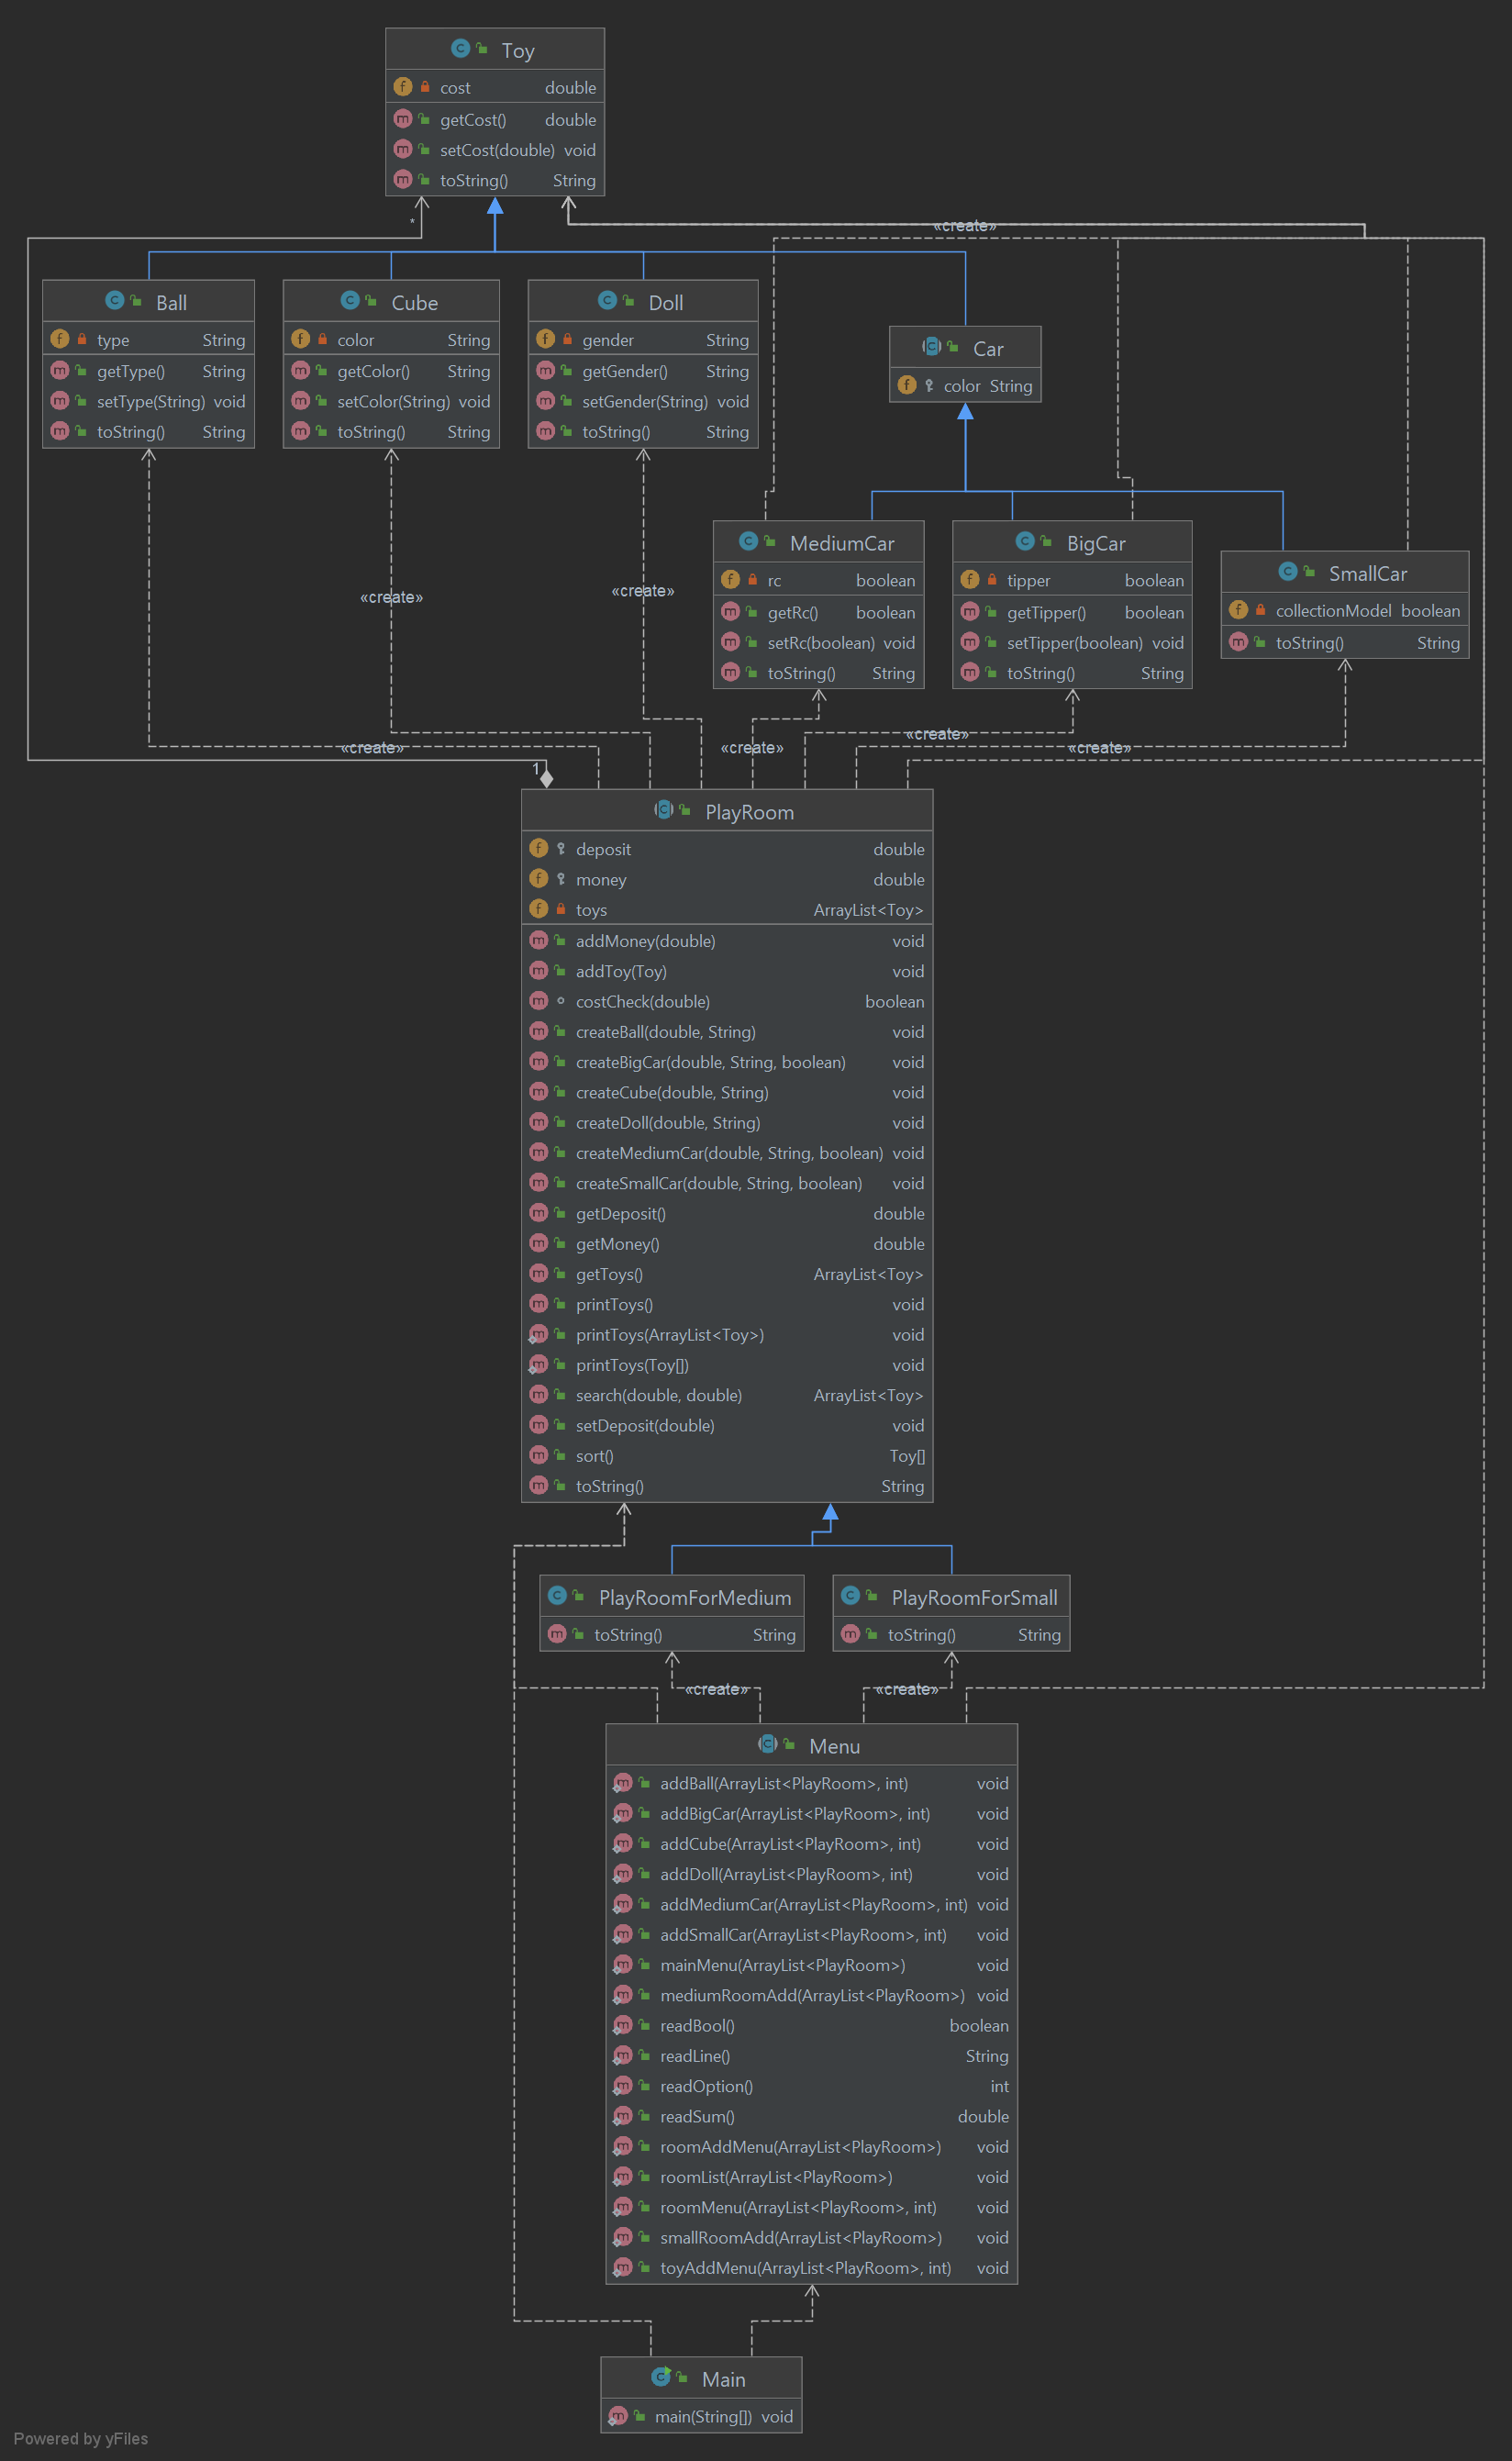 Toy
cost double
getCost() double
setCost(double) void
toString() String
*
«create»
Ball
type String
getType() String
setType(String) void
toString() String
Cube
color String
getColor() String
setColor(String) void
toString() String
Doll
gender String
getGender() String
setGender(String) void
toString() String
Car
color String
MediumCar
rc boolean
getRc() boolean
setRc(boolean) void
toString() String
BigCar
tipper boolean
getTipper() boolean
setTipper(boolean) void
toString() String
SmallCar
collectionModel boolean
toString() String
«create»
«create»
«create»
«create»
«create»
«create»
1
PlayRoom
deposit double
money double
toys ArrayList<Toy>
addMoney(double) void
addToy(Toy) void
costCheck(double) boolean
createBall(double, String) void
createBigCar(double, String, boolean) void
createCube(double, String) void
createDoll(double, String) void
createMediumCar(double, String, boolean) void
createSmallCar(double, String, boolean) void
getDeposit() double
getMoney() double
getToys() ArrayList<Toy>
printToys() void
printToys(ArrayList<Toy>) void
printToys(Toy[]) void
search(double, double) ArrayList<Toy>
setDeposit(double) void
sort() Toy[]
toString() String
PlayRoomForMedium
toString() String
PlayRoomForSmall
toString() String
«create»
«create»
Menu
addBall(ArrayList<PlayRoom>, int) void
addBigCar(ArrayList<PlayRoom>, int) void
addCube(ArrayList<PlayRoom>, int) void
addDoll(ArrayList<PlayRoom>, int) void
addMediumCar(ArrayList<PlayRoom>, int) void
addSmallCar(ArrayList<PlayRoom>, int) void
mainMenu(ArrayList<PlayRoom>) void
mediumRoomAdd(ArrayList<PlayRoom>) void
readBool() boolean
readLine() String
readOption() int
readSum() double
roomAddMenu(ArrayList<PlayRoom>) void
roomList(ArrayList<PlayRoom>) void
roomMenu(ArrayList<PlayRoom>, int) void
smallRoomAdd(ArrayList<PlayRoom>) void
toyAddMenu(ArrayList<PlayRoom>, int) void
Main
main(String[]) void
Powered by yFiles